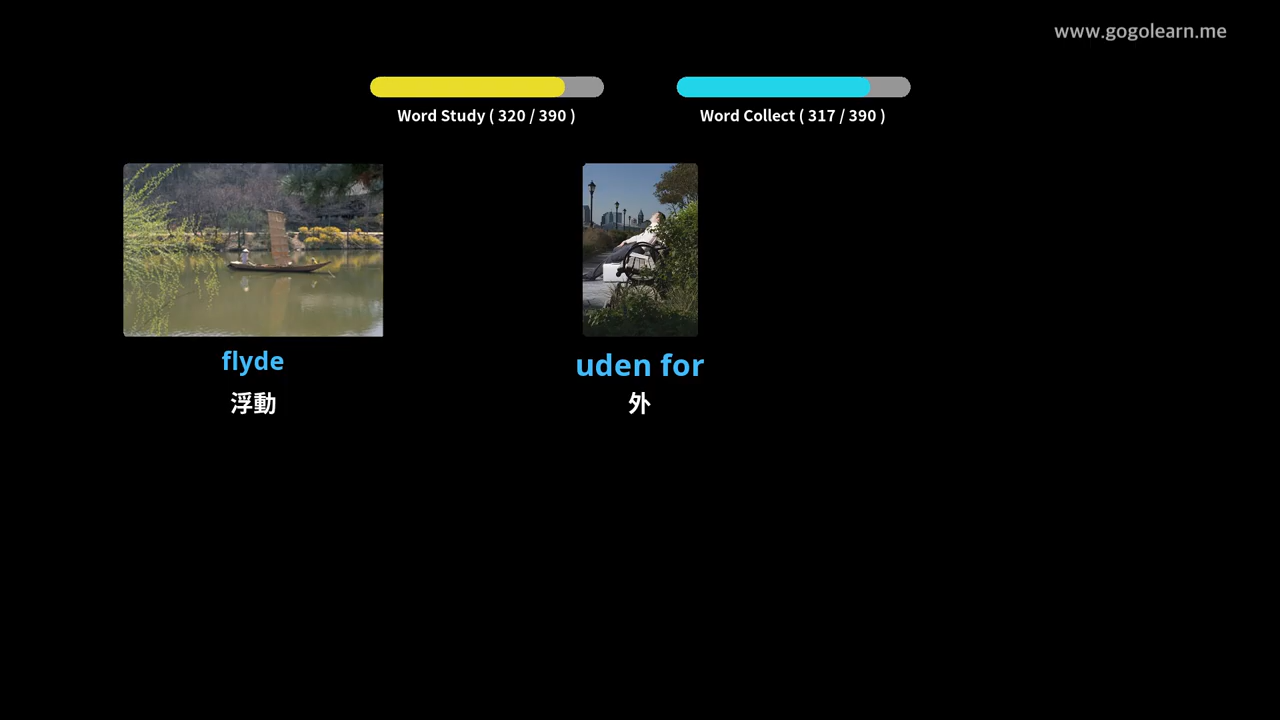 www.gogolearn.me
Word Study ( 320 / 390 )
Word Collect ( 317 / 390 )
flyde
浮動
uden for
外